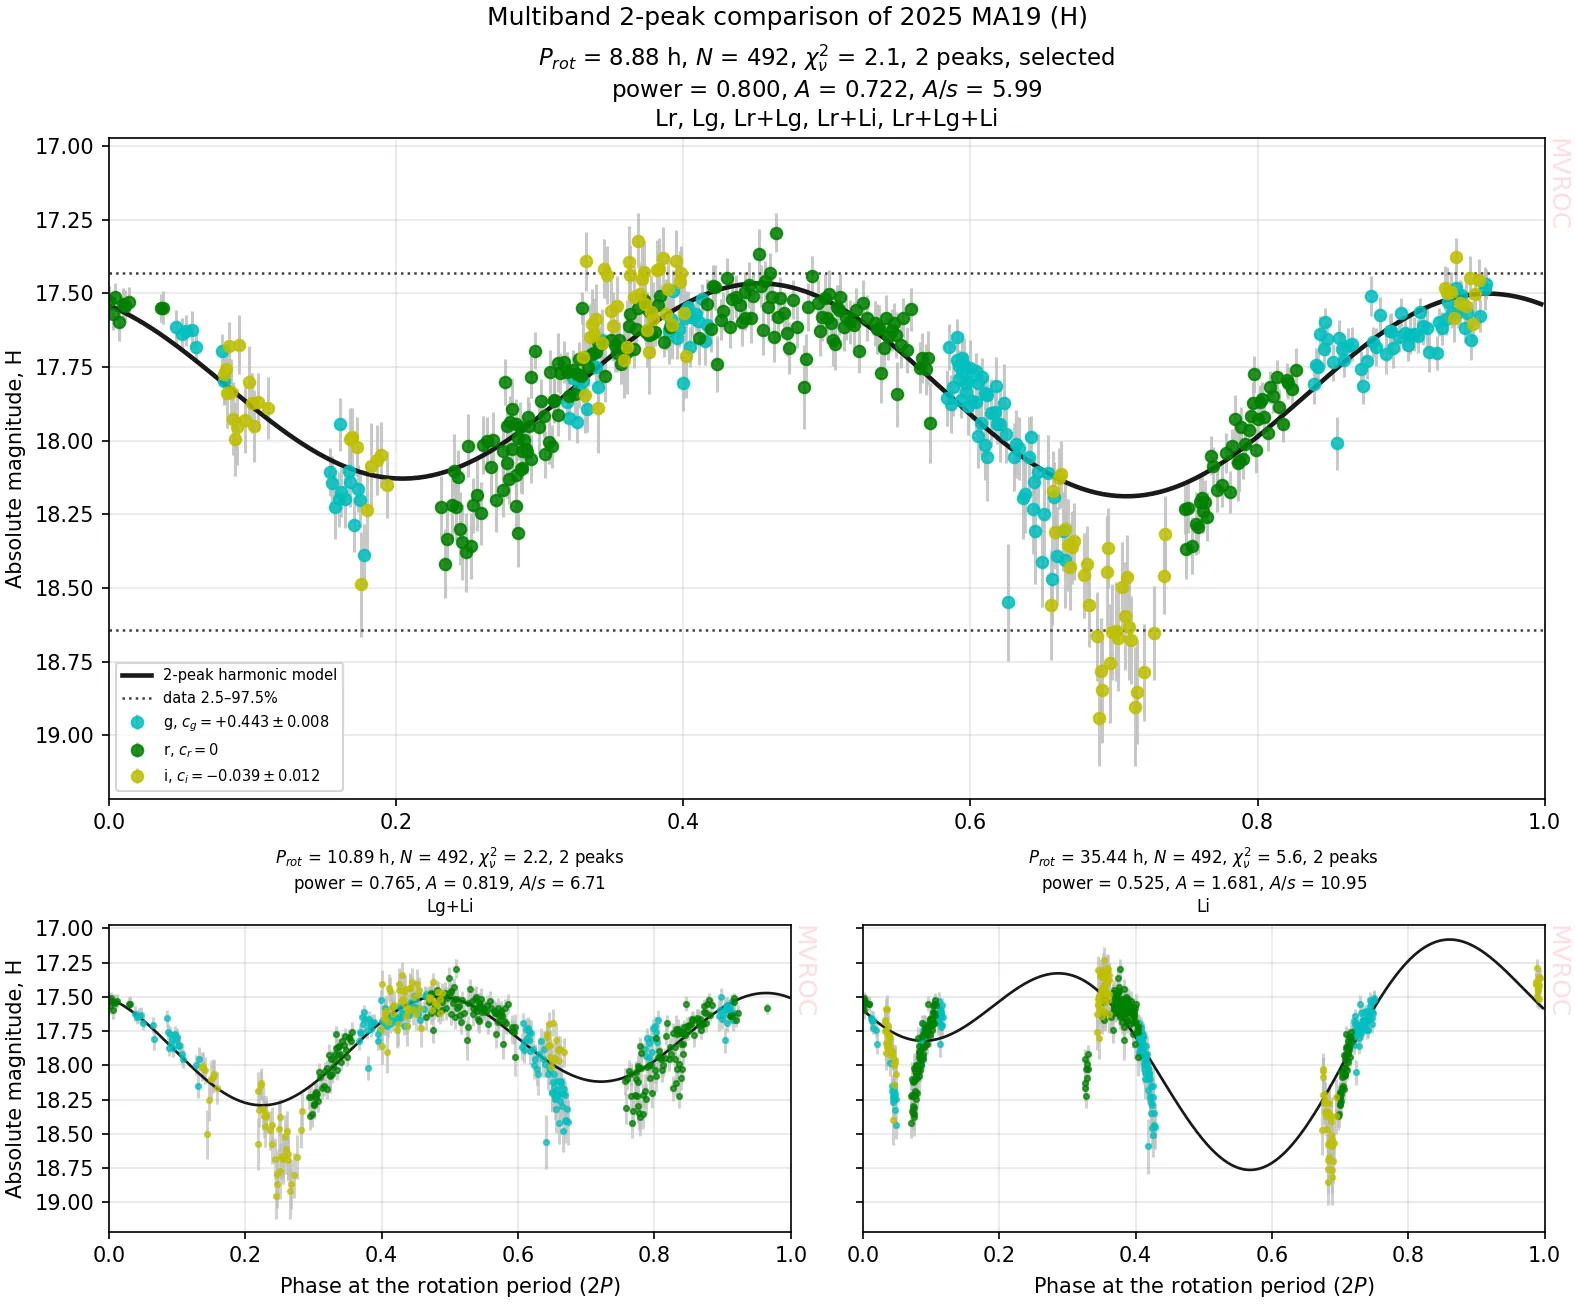 Multiband 2-peak comparison of 2025 MA19 (H)
P_rot = 8.88 h, N = 492, χ²_ν = 2.1, 2 peaks, selected
power = 0.800, A = 0.722, A/s = 5.99
Lr, Lg, Lr+Lg, Lr+Li, Lr+Lg+Li
17.00
17.25
17.50
17.75
18.00
18.25
18.50
18.75
19.00
Absolute magnitude, H
MVROC
2-peak harmonic model
data 2.5–97.5%
g, c_g = +0.443 ± 0.008
r, c_r = 0
i, c_i = −0.039 ± 0.012
0.0 0.2 0.4 0.6 0.8 1.0
P_rot = 10.89 h, N = 492, χ²_ν = 2.2, 2 peaks
power = 0.765, A = 0.819, A/s = 6.71
Lg+Li
17.00
17.25
17.50
17.75
18.00
18.25
18.50
18.75
19.00
Absolute magnitude, H
MVROC
0.0 0.2 0.4 0.6 0.8 1.0
Phase at the rotation period (2P)
P_rot = 35.44 h, N = 492, χ²_ν = 5.6, 2 peaks
power = 0.525, A = 1.681, A/s = 10.95
Li
MVROC
0.0 0.2 0.4 0.6 0.8 1.0
Phase at the rotation period (2P)